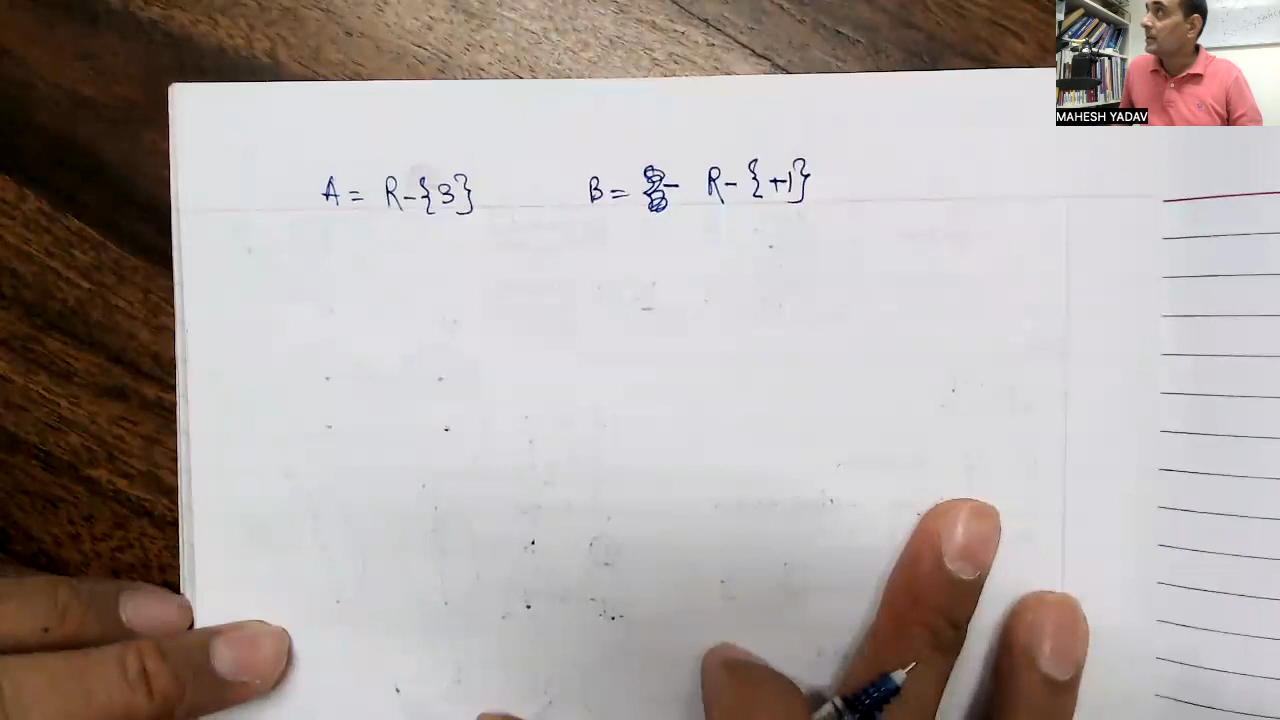 A = R-{3} B = - R-{+1}
MAHESH YADAV